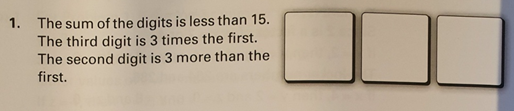 1. The sum of the digits is less than 15.
The third digit is 3 times the first.
The second digit is 3 more than the
first.